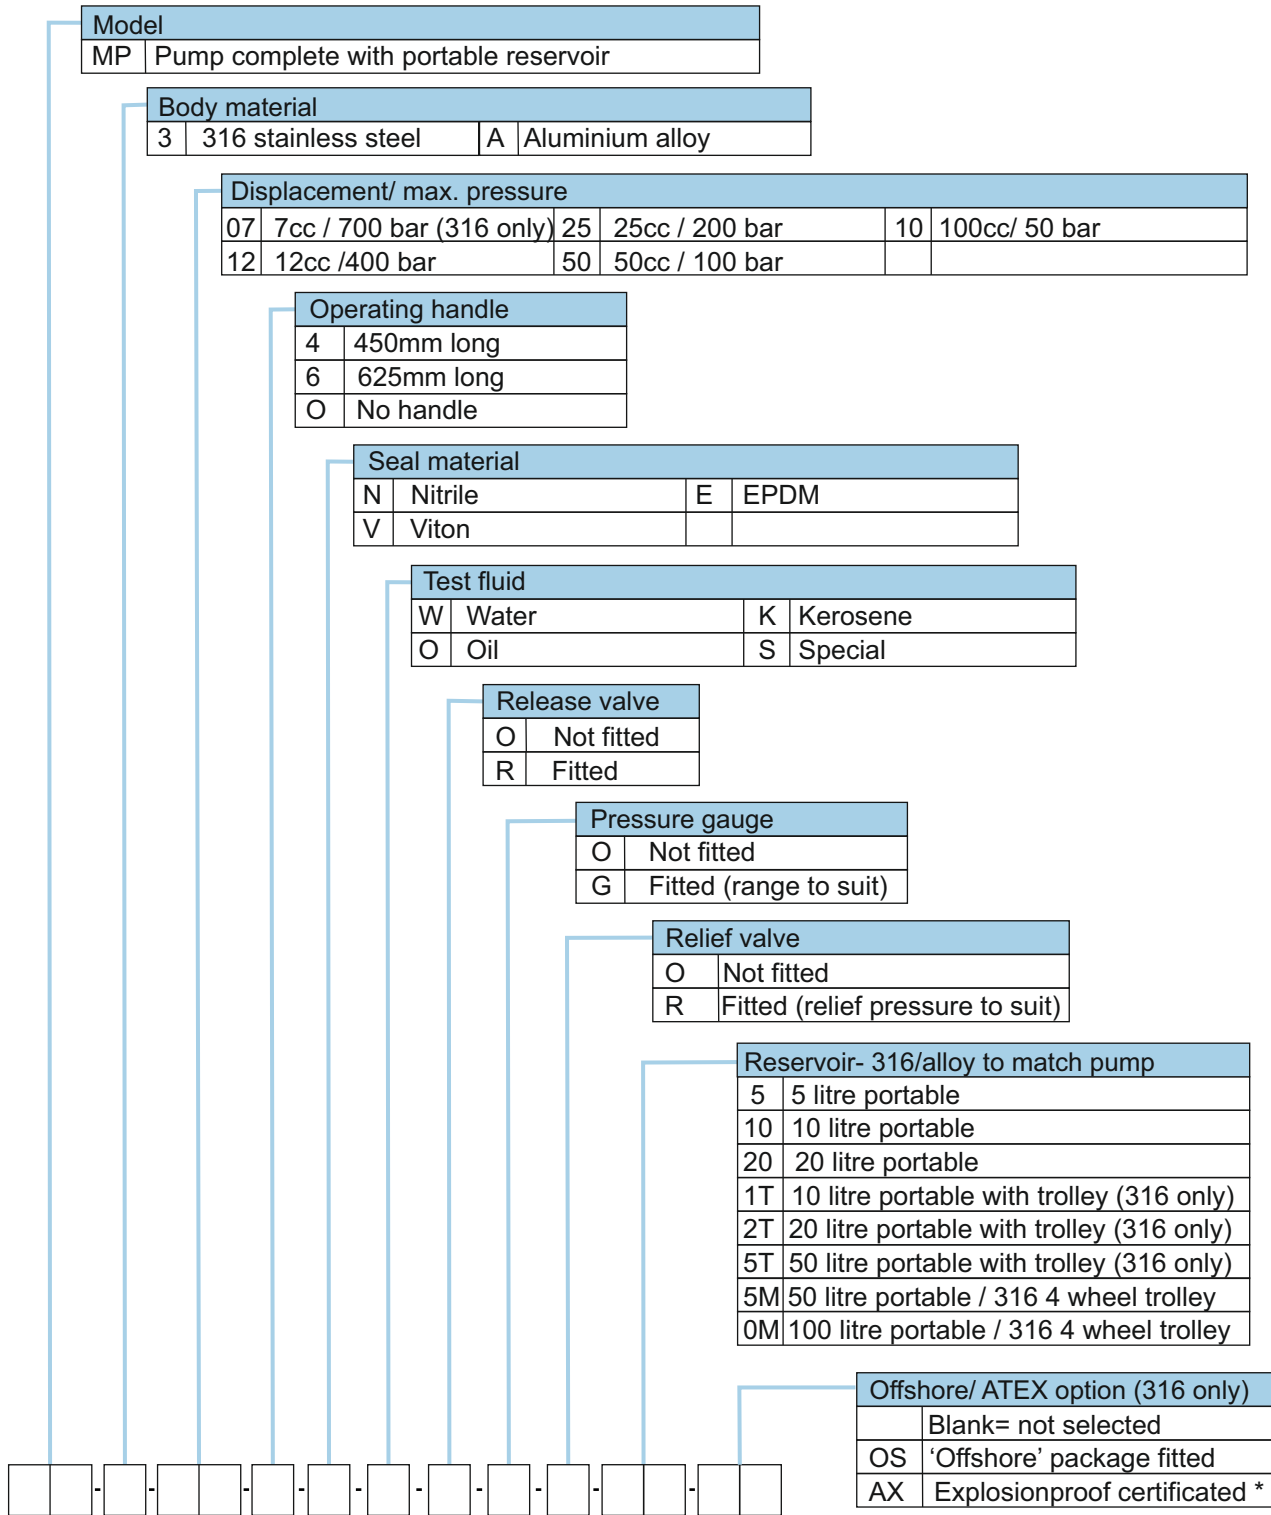 Model
MP Pump complete with portable reservoir
Body material
3 316 stainless steel A Aluminium alloy
Displacement/ max. pressure
07 7cc / 700 bar (316 only) 25 25cc / 200 bar 10 100cc/ 50 bar
12 12cc /400 bar 50 50cc / 100 bar
Operating handle
4 450mm long
6 625mm long
O No handle
Seal material
N Nitrile E EPDM
V Viton
Test fluid
W Water K Kerosene
O Oil S Special
Release valve
O Not fitted
R Fitted
Pressure gauge
O Not fitted
G Fitted (range to suit)
Relief valve
O Not fitted
R Fitted (relief pressure to suit)
Reservoir- 316/alloy to match pump
5 5 litre portable
10 10 litre portable
20 20 litre portable
1T 10 litre portable with trolley (316 only)
2T 20 litre portable with trolley (316 only)
5T 50 litre portable with trolley (316 only)
5M 50 litre portable / 316 4 wheel trolley
0M 100 litre portable / 316 4 wheel trolley
Offshore/ ATEX option (316 only)
Blank= not selected
OS ‘Offshore’ package fitted
AX Explosionproof certificated *
- - - - - - - - - -